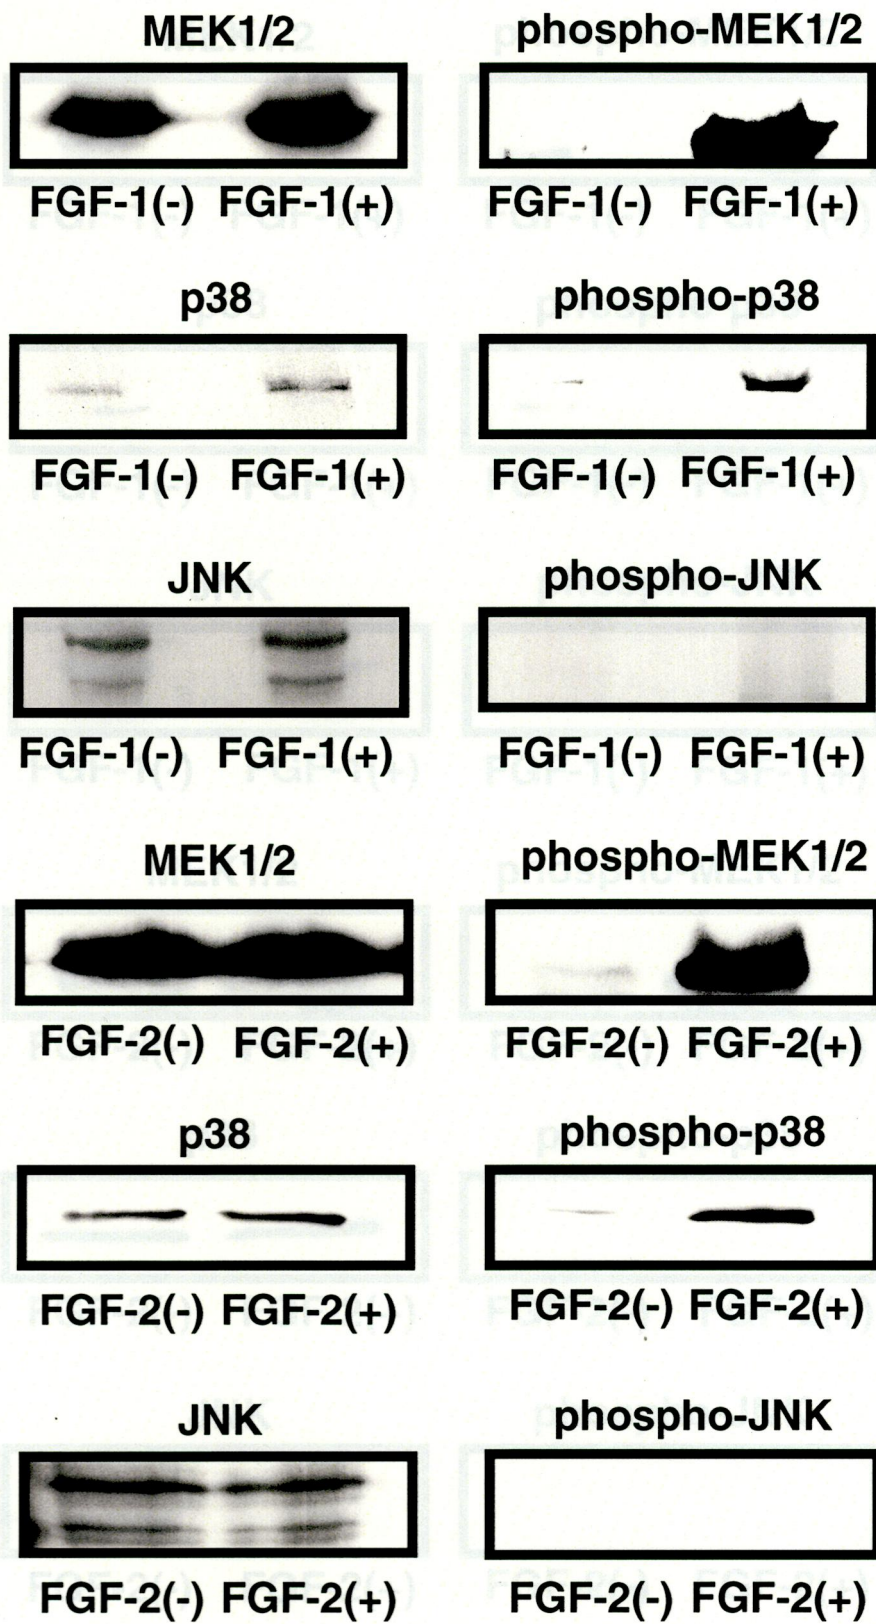 MEK1/2 phospho-MEK1/2
FGF-1(-) FGF-1(+) FGF-1(-) FGF-1(+)
p38 phospho-p38
FGF-1(-) FGF-1(+) FGF-1(-) FGF-1(+)
JNK phospho-JNK
FGF-1(-) FGF-1(+) FGF-1(-) FGF-1(+)
MEK1/2 phospho-MEK1/2
FGF-2(-) FGF-2(+) FGF-2(-) FGF-2(+)
p38 phospho-p38
FGF-2(-) FGF-2(+) FGF-2(-) FGF-2(+)
JNK phospho-JNK
FGF-2(-) FGF-2(+) FGF-2(-) FGF-2(+)